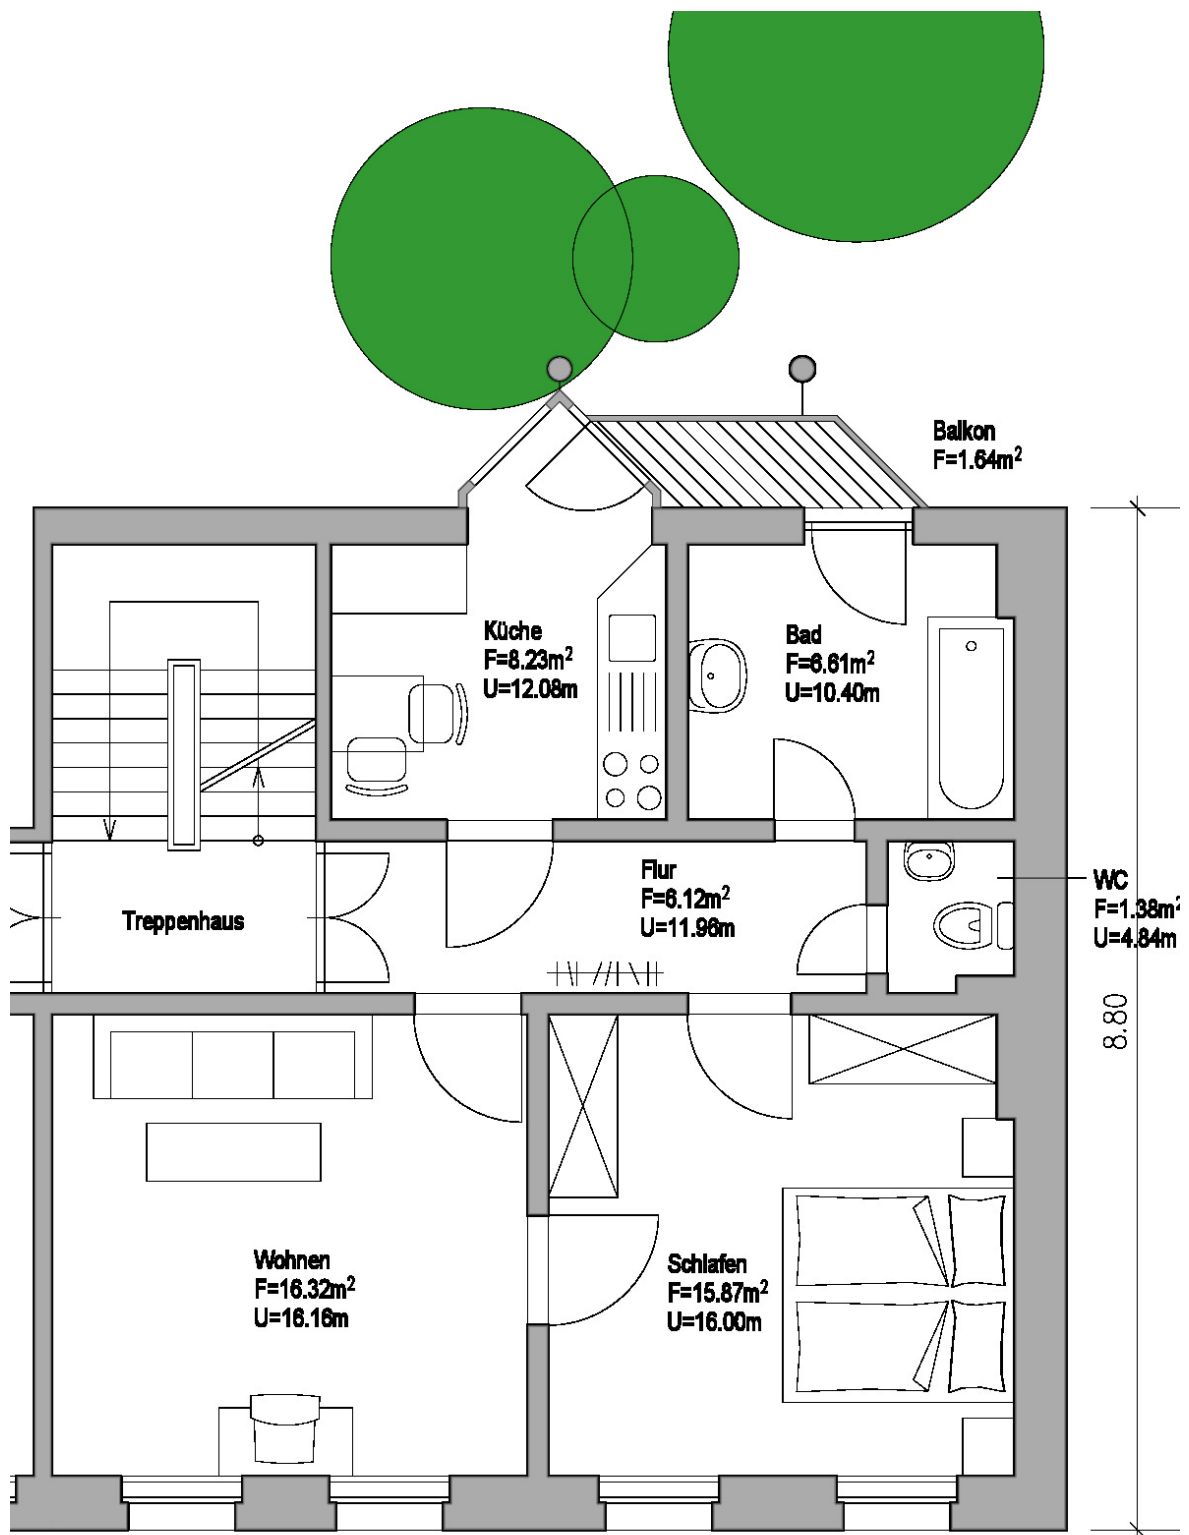 Balkon
F=1.64m²
Küche
F=8.23m²
U=12.08m
Bad
F=6.61m²
U=10.40m
Flur
F=6.12m²
U=11.96m
WC
F=1.38m²
U=4.84m
Treppenhaus
8.80
Wohnen
F=16.32m²
U=16.16m
Schlafen
F=15.87m²
U=16.00m